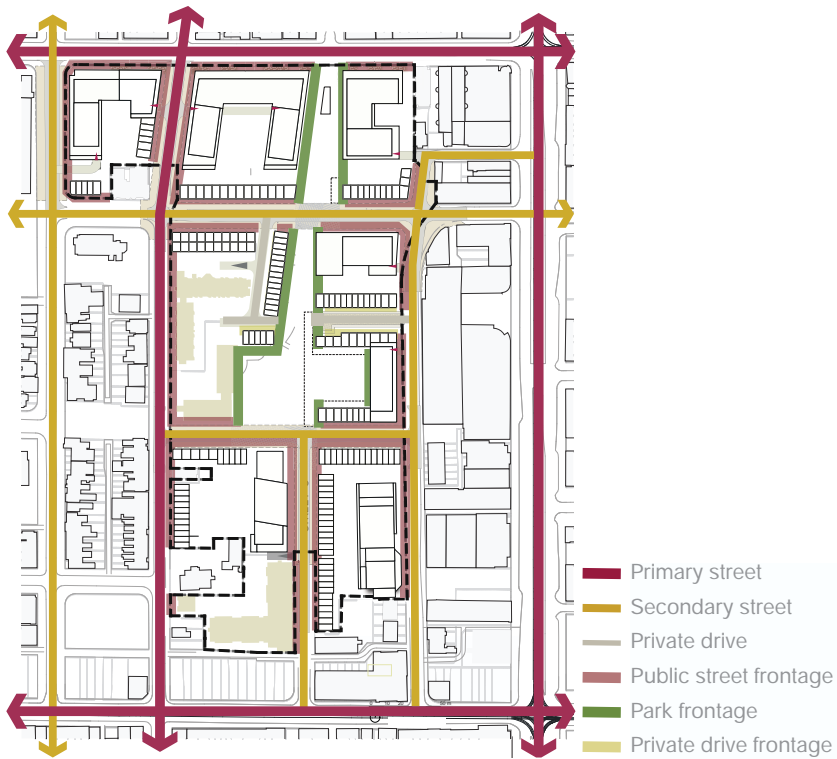 Primary street
Secondary street
Private drive
Public street frontage
Park frontage
Private drive frontage